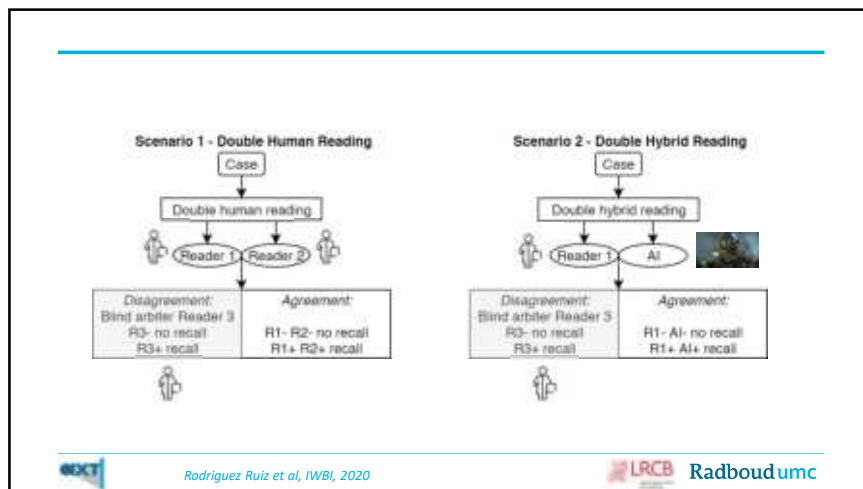 Scenario 1 - Double Human Reading
Case
Double human reading
Reader 1 Reader 2
Disagreement:
Blind arbiter Reader 3
R3- no recall
R3+ recall
Agreement:
R1- R2- no recall
R1+ R2+ recall
Scenario 2 - Double Hybrid Reading
Case
Double hybrid reading
Reader 1 AI
Disagreement:
Blind arbiter Reader 3
R3- no recall
R3+ recall
Agreement:
R1- AI- no recall
R1+ AI+ recall
Rodriguez Ruiz et al, IWBI, 2020
LRCB
Radboudumc